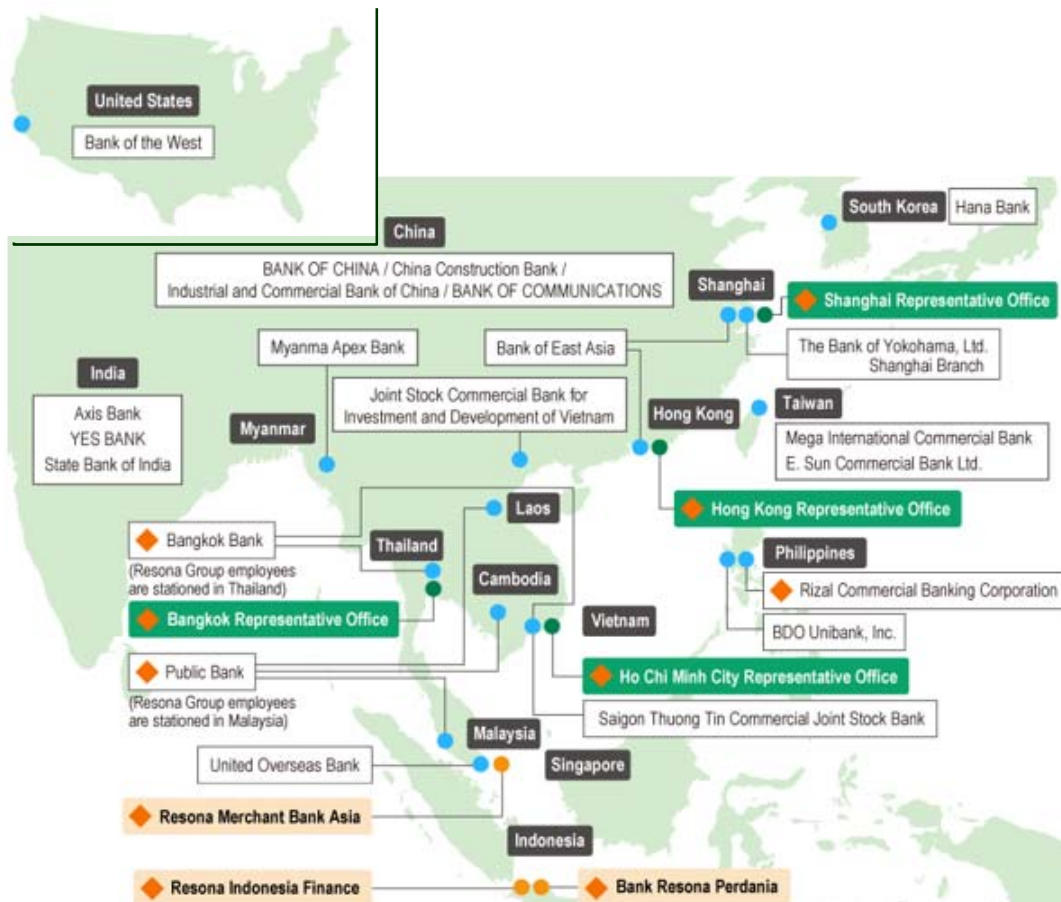 United States
Bank of the West
South Korea
Hana Bank
China
BANK OF CHINA / China Construction Bank /
Industrial and Commercial Bank of China / BANK OF COMMUNICATIONS
Shanghai
Shanghai Representative Office
The Bank of Yokohama, Ltd.
Shanghai Branch
Myanma Apex Bank
Bank of East Asia
India
Axis Bank
YES BANK
State Bank of India
Joint Stock Commercial Bank for
Investment and Development of Vietnam
Myanmar
Hong Kong
Taiwan
Mega International Commercial Bank
E. Sun Commercial Bank Ltd.
Laos
Hong Kong Representative Office
Bangkok Bank
(Resona Group employees
are stationed in Thailand)
Thailand
Cambodia
Philippines
Rizal Commercial Banking Corporation
BDO Unibank, Inc.
Bangkok Representative Office
Vietnam
Public Bank
(Resona Group employees
are stationed in Malaysia)
Ho Chi Minh City Representative Office
Saigon Thuong Tin Commercial Joint Stock Bank
Malaysia
United Overseas Bank
Singapore
Resona Merchant Bank Asia
Indonesia
Resona Indonesia Finance
Bank Resona Perdania